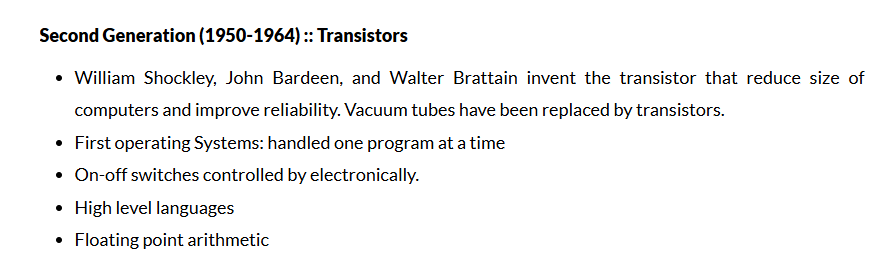 Second Generation (1950-1964) :: Transistors
• William Shockley, John Bardeen, and Walter Brattain invent the transistor that reduce size of
computers and improve reliability. Vacuum tubes have been replaced by transistors.
• First operating Systems: handled one program at a time
• On-off switches controlled by electronically.
• High level languages
• Floating point arithmetic